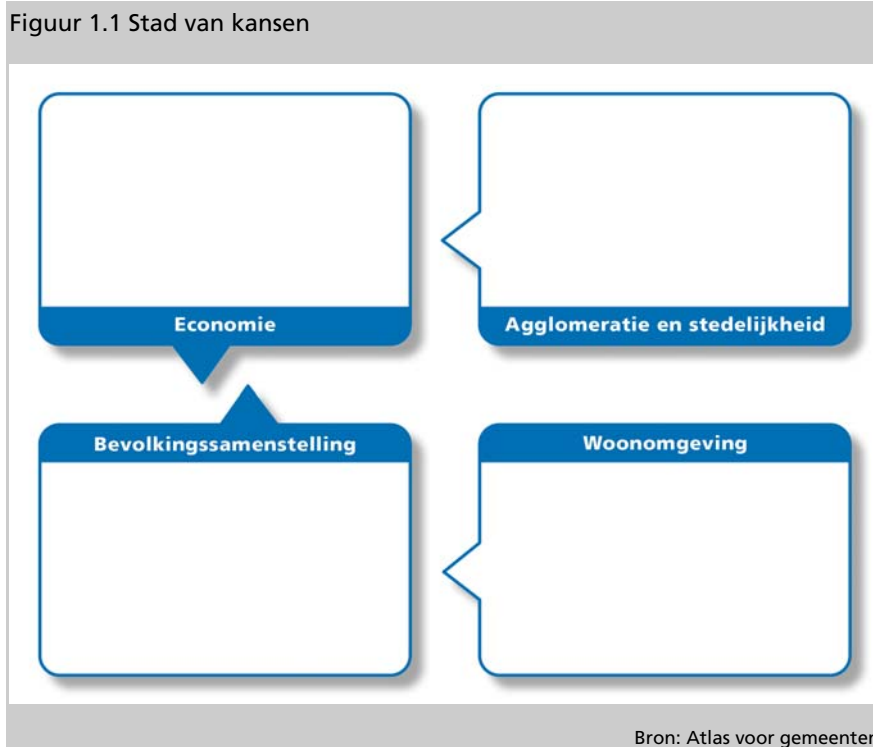 Figuur 1.1 Stad van kansen
Economie
Agglomeratie en stedelijkheid
Bevolkingssamenstelling
Woonomgeving
Bron: Atlas voor gemeenten